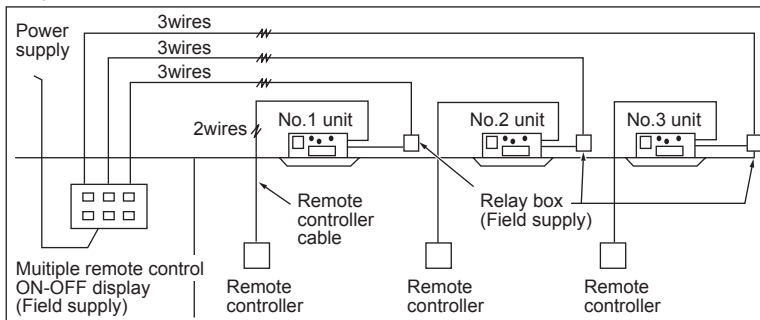 Power
supply
3wires
3wires
3wires
2wires
No.1 unit
No.2 unit
No.3 unit
Remote
controller
cable
Relay box
(Field supply)
Muitiple remote control
ON-OFF display
(Field supply)
Remote
controller
Remote
controller
Remote
controller